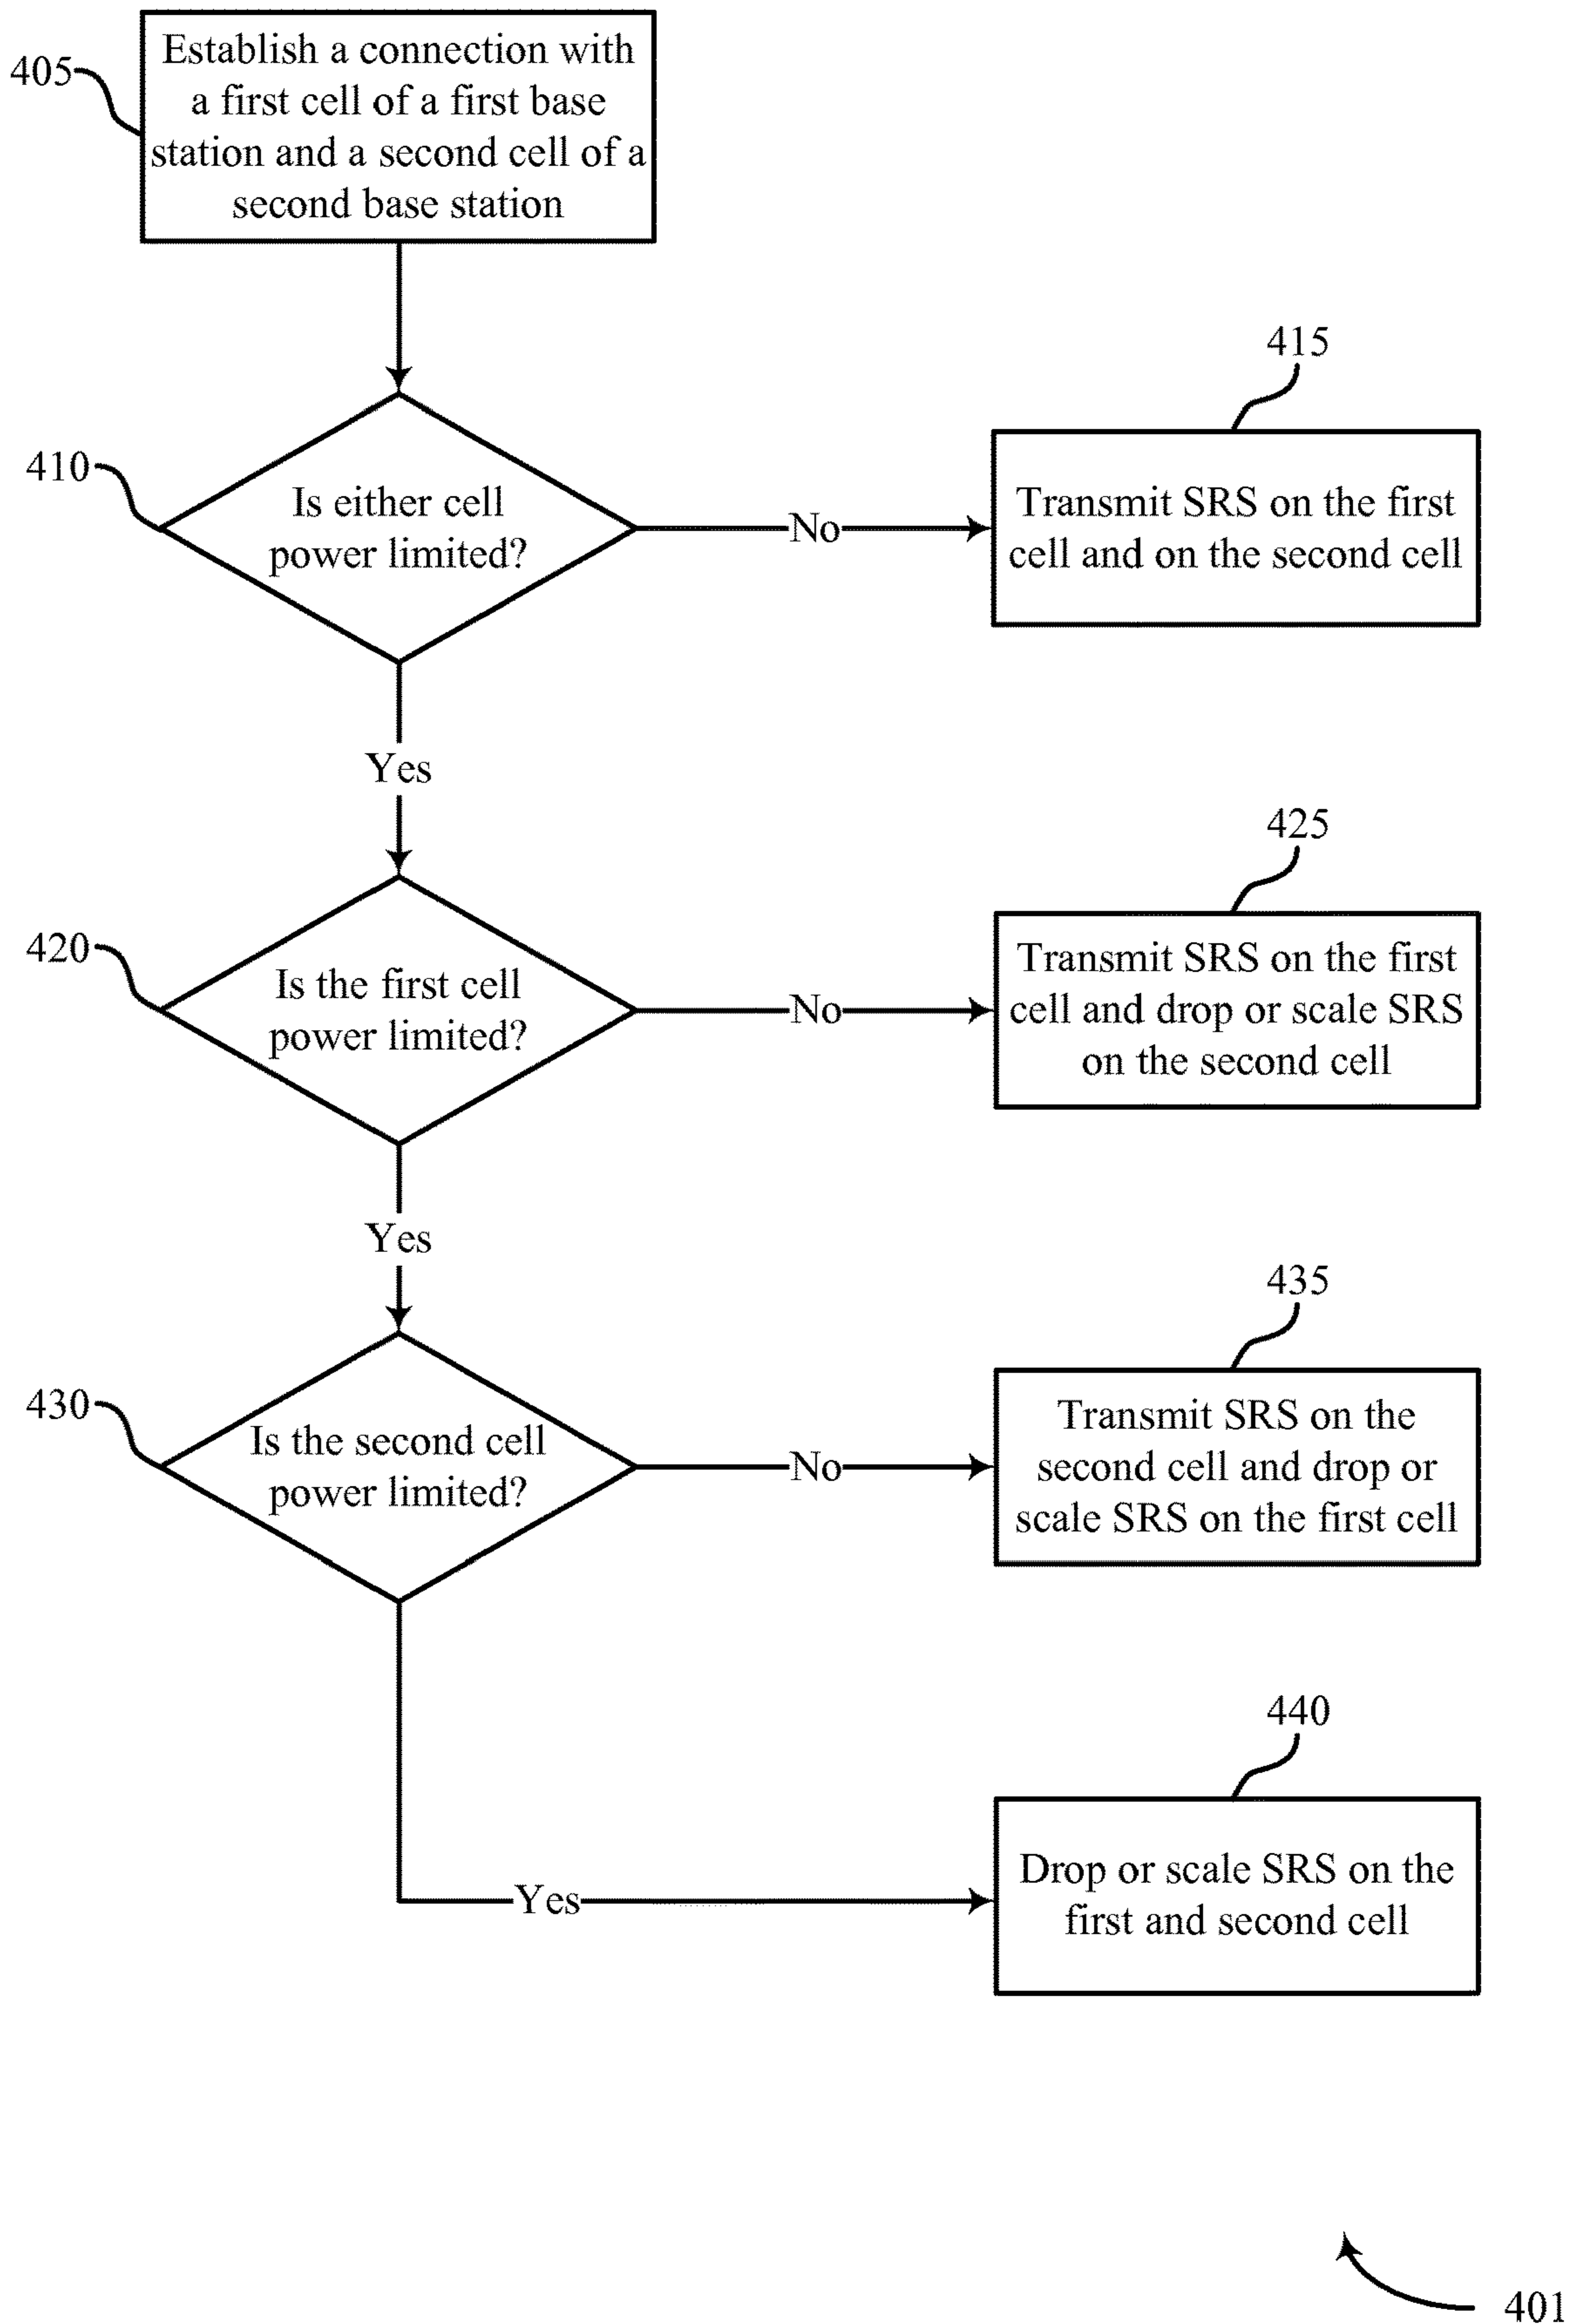 405
Establish a connection with
a first cell of a first base
station and a second cell of a
second base station
410
Is either cell
power limited?
No
415
Transmit SRS on the first
cell and on the second cell
Yes
420
Is the first cell
power limited?
No
425
Transmit SRS on the first
cell and drop or scale SRS
on the second cell
Yes
430
Is the second cell
power limited?
No
435
Transmit SRS on the
second cell and drop or
scale SRS on the first cell
Yes
440
Drop or scale SRS on the
first and second cell
401